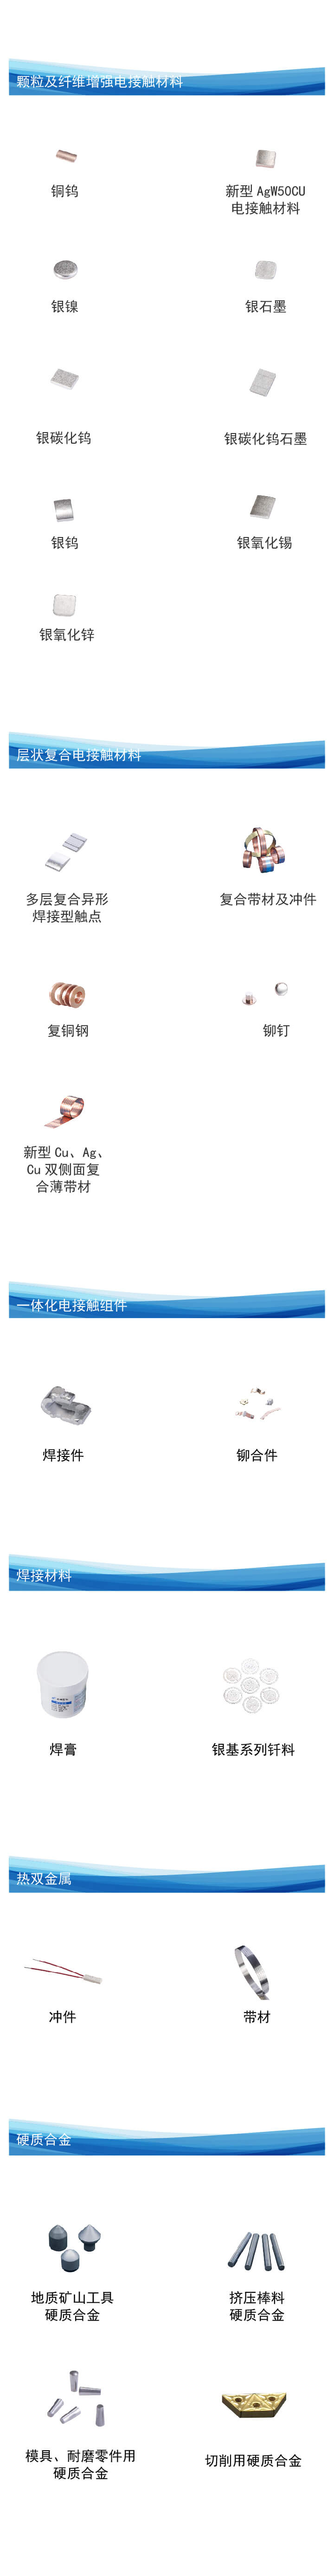 颗粒及纤维增强电接触材料
铜钨
新型 AgW50CU
电接触材料
银镍
银石墨
银碳化钨
银碳化钨石墨
银钨
银氧化锡
银氧化锌
层状复合电接触材料
多层复合异形
焊接型触点
复合带材及冲件
复铜钢
铆钉
新型 Cu、Ag、
Cu 双侧面复
合薄带材
一体化电接触组件
焊接件
铆合件
焊接材料
焊膏
银基系列钎料
热双金属
冲件
带材
硬质合金
地质矿山工具
硬质合金
挤压棒料
硬质合金
模具、耐磨零件用
硬质合金
切削用硬质合金